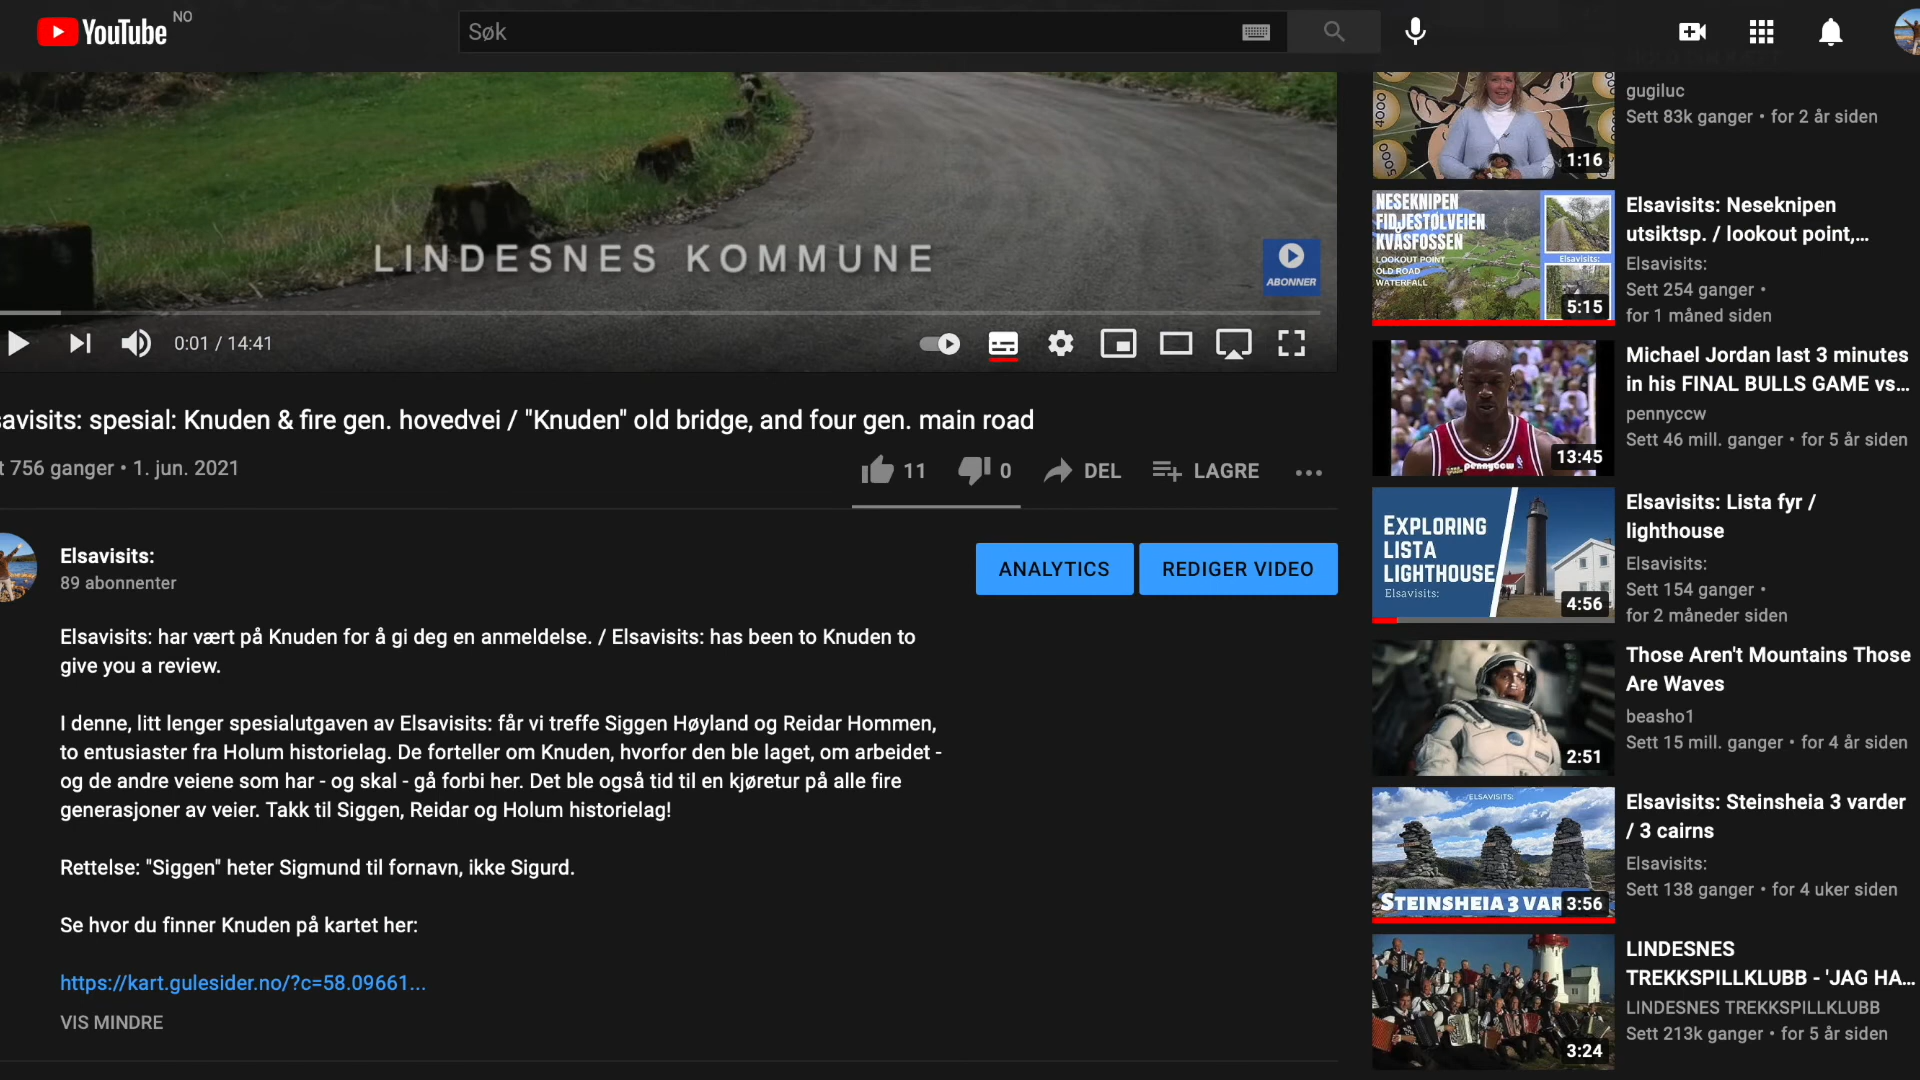 YouTube NO
Søk
LINDESNES KOMMUNE
ABONNER
0:01 / 14:41
avisits: spesial: Knuden & fire gen. hovedvei / "Knuden" old bridge, and four gen. main road
t 756 ganger • 1. jun. 2021
11
0
DEL
LAGRE
Elsavisits:
89 abonnenter
ANALYTICS
REDIGER VIDEO
Elsavisits: har vært på Knuden for å gi deg en anmeldelse. / Elsavisits: has been to Knuden to
give you a review.
I denne, litt lenger spesialutgaven av Elsavisits: får vi treffe Siggen Høyland og Reidar Hommen,
to entusiaster fra Holum historielag. De forteller om Knuden, hvorfor den ble laget, om arbeidet -
og de andre veiene som har - og skal - gå forbi her. Det ble også tid til en kjøretur på alle fire
generasjoner av veier. Takk til Siggen, Reidar og Holum historielag!
Rettelse: "Siggen" heter Sigmund til fornavn, ikke Sigurd.
Se hvor du finner Knuden på kartet her:
https://kart.gulesider.no/?c=58.09661...
VIS MINDRE
4000
5000
1:16
gugiluc
Sett 83k ganger • for 2 år siden
NESEKNIPEN
FIDJESTØLVEIEN
KVÅSFOSSEN
LOOKOUT POINT
OLD ROAD
WATERFALL
Elsavisits:
5:15
Elsavisits: Neseknipen
utsiktsp. / lookout point,...
Elsavisits:
Sett 254 ganger •
for 1 måned siden
pennyccw
13:45
Michael Jordan last 3 minutes
in his FINAL BULLS GAME vs...
pennyccw
Sett 46 mill. ganger • for 5 år siden
EXPLORING
LISTA
LIGHTHOUSE
Elsavisits:
4:56
Elsavisits: Lista fyr /
lighthouse
Elsavisits:
Sett 154 ganger •
for 2 måneder siden
2:51
Those Aren't Mountains Those
Are Waves
beasho1
Sett 15 mill. ganger • for 4 år siden
ELSAVISITS:
STEINSHEIA 3 VAR
3:56
Elsavisits: Steinsheia 3 varder
/ 3 cairns
Elsavisits:
Sett 138 ganger • for 4 uker siden
3:24
LINDESNES
TREKKSPILLKLUBB - 'JAG HA...
LINDESNES TREKKSPILLKLUBB
Sett 213k ganger • for 5 år siden